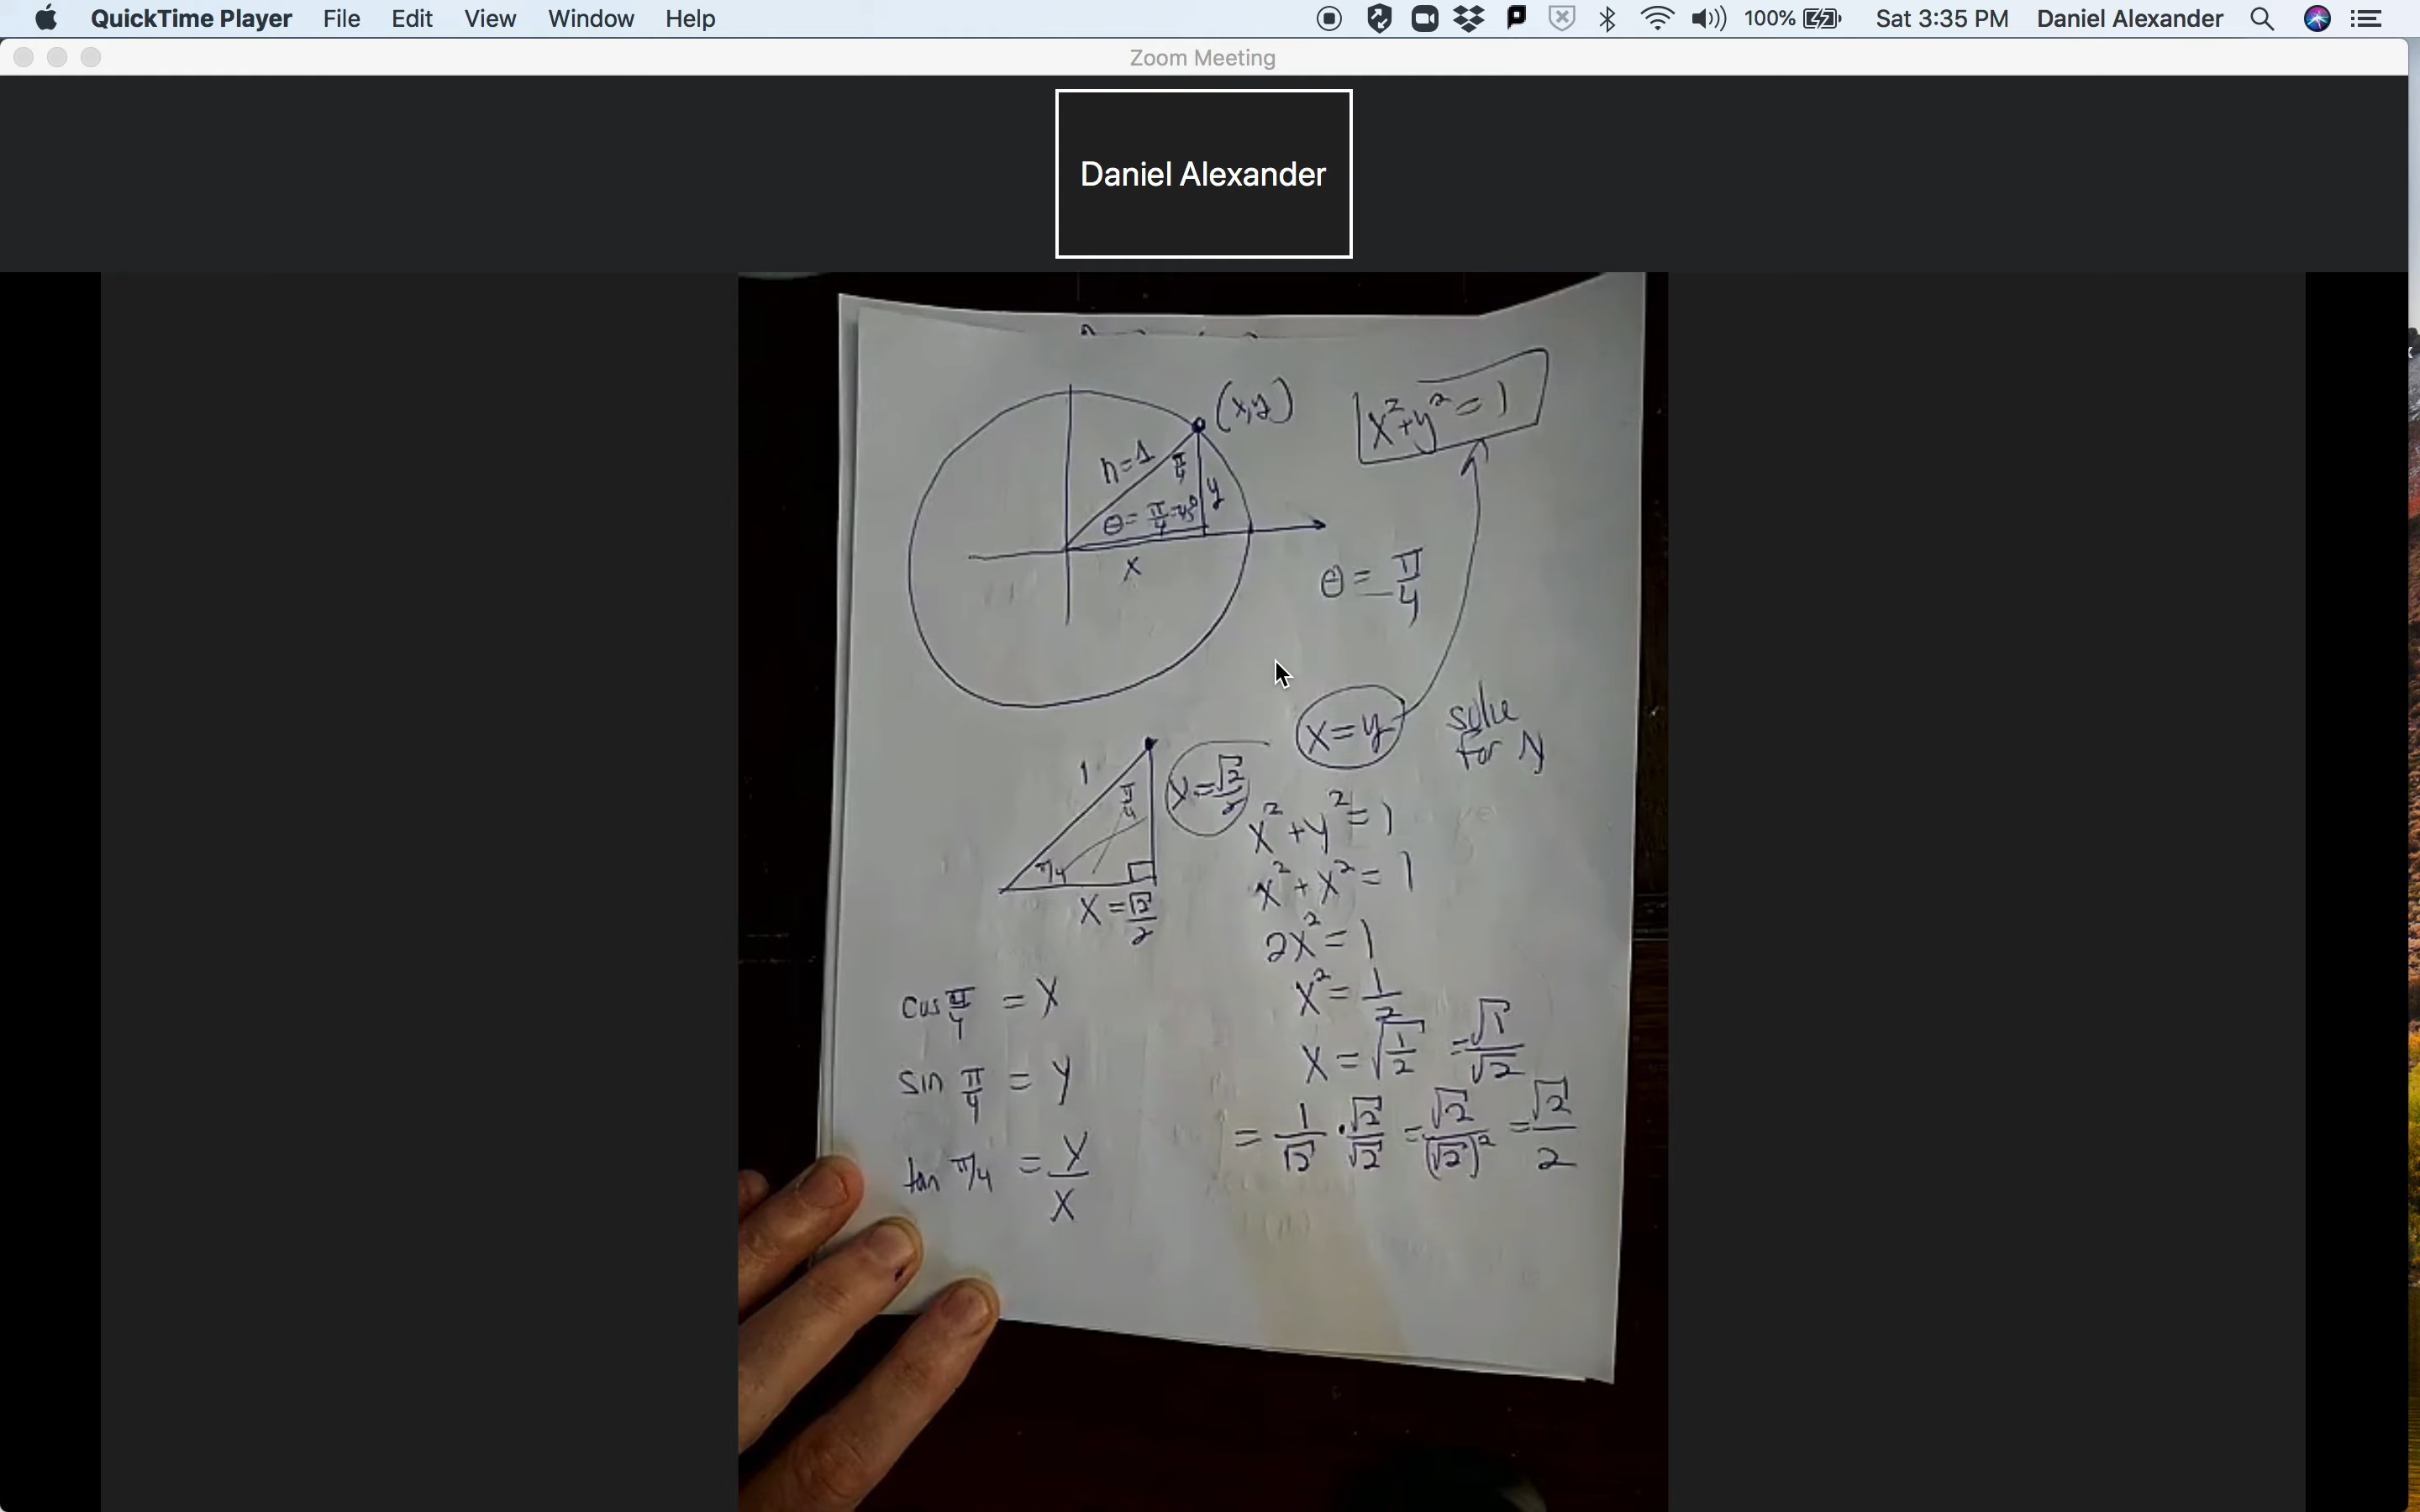 QuickTime Player File Edit View Window Help 100% Sat 3:35 PM Daniel Alexander
Zoom Meeting
Daniel Alexander
(x,y)
x²+y²=1
r=1
π/4
y
θ=π/4=45°
x
θ=π/4
x=y
solve
for x
1
π/4
y=√2/2
π/4
x=√2/2
x²+y²=1
x²+x²=1
2x²=1
x²=1/2
x=√(1/2) =√1/√2
=1/√2·√2/√2=√2/(√2)²=√2/2
cos π/4 = x
sin π/4 = y
tan π/4 = y/x